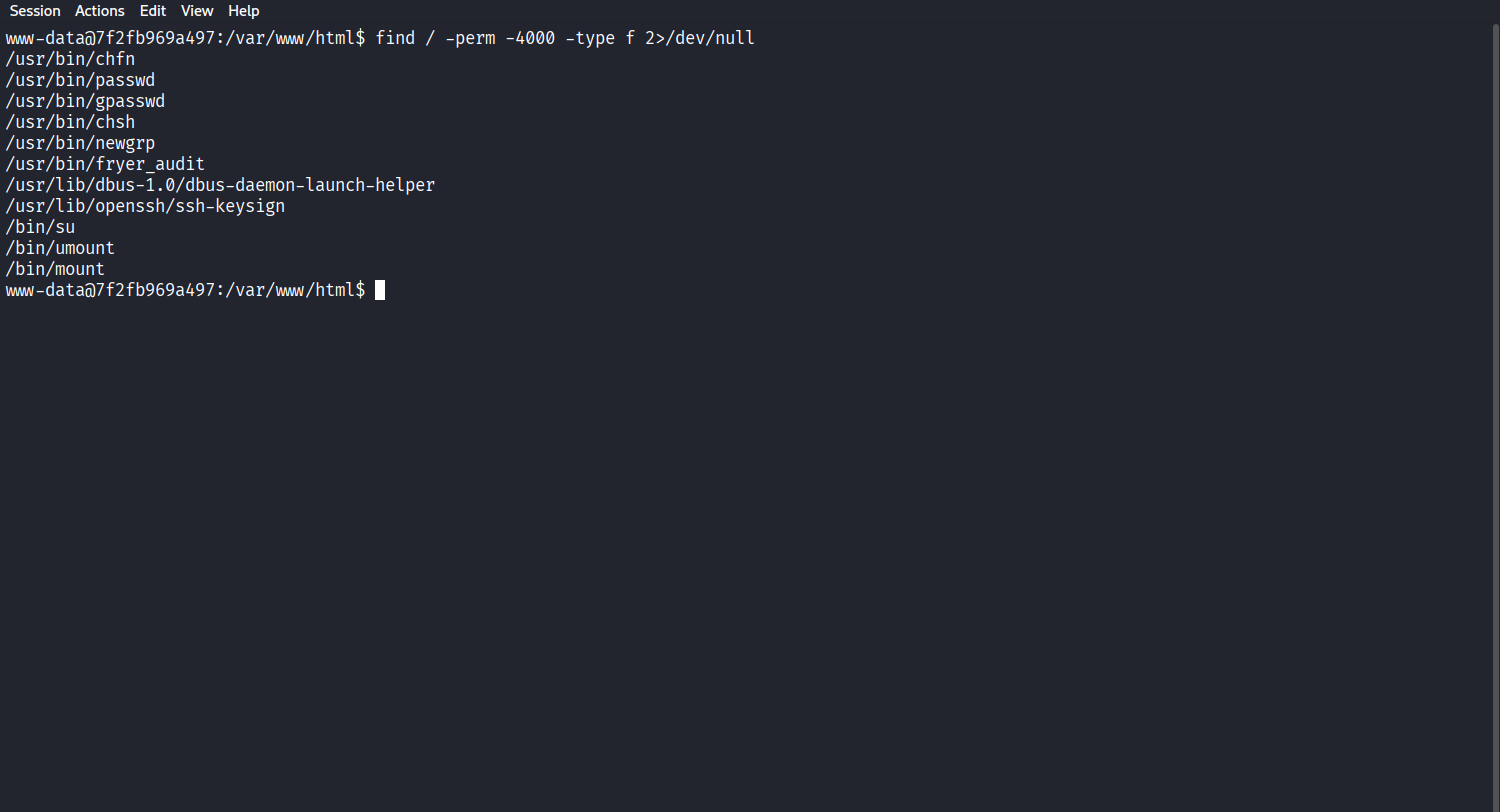 Session Actions Edit View Help
www-data@7f2fb969a497:/var/www/html$ find / -perm -4000 -type f 2>/dev/null
/usr/bin/chfn
/usr/bin/passwd
/usr/bin/gpasswd
/usr/bin/chsh
/usr/bin/newgrp
/usr/bin/fryer_audit
/usr/lib/dbus-1.0/dbus-daemon-launch-helper
/usr/lib/openssh/ssh-keysign
/bin/su
/bin/umount
/bin/mount
www-data@7f2fb969a497:/var/www/html$